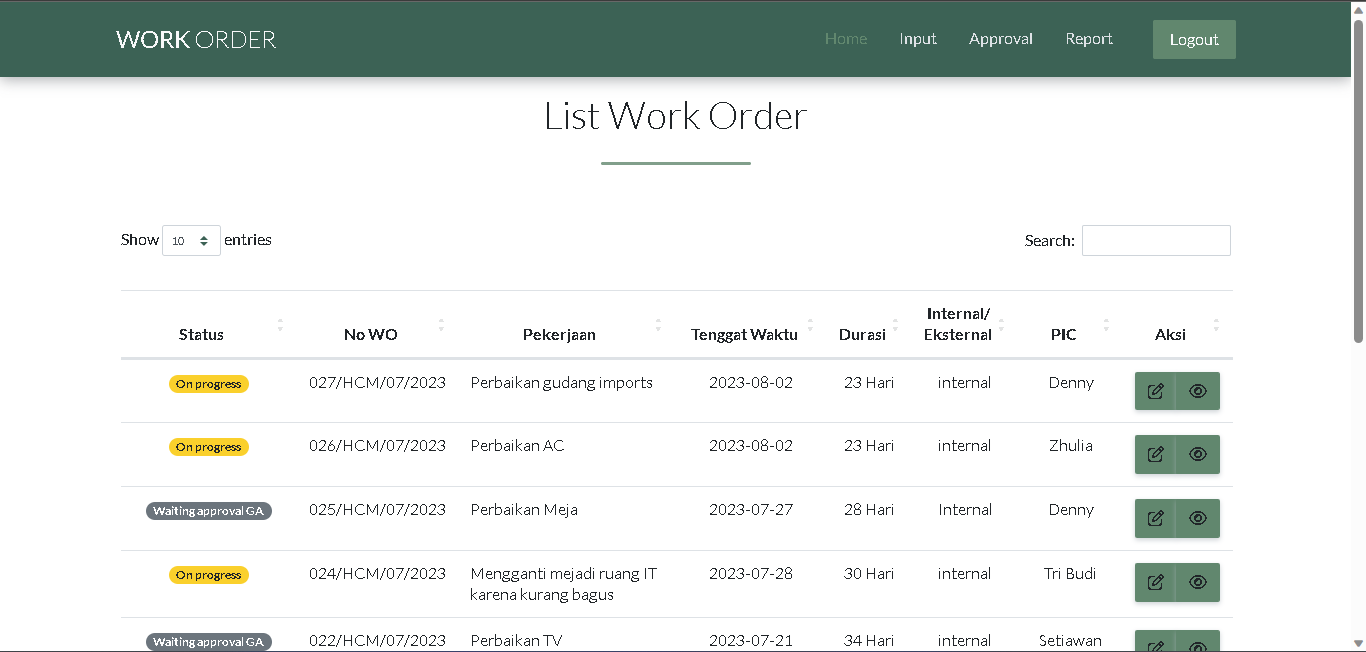 WORK ORDER
Home Input Approval Report Logout
List Work Order
Show 10 entries Search:
Status No WO Pekerjaan Tenggat Waktu Durasi Internal/ Eksternal PIC Aksi
On progress 027/HCM/07/2023 Perbaikan gudang imports 2023-08-02 23 Hari internal Denny
On progress 026/HCM/07/2023 Perbaikan AC 2023-08-02 23 Hari internal Zhulia
Waiting approval GA 025/HCM/07/2023 Perbaikan Meja 2023-07-27 28 Hari Internal Denny
On progress 024/HCM/07/2023 Mengganti mejadi ruang IT 2023-07-28 30 Hari internal Tri Budi
karena kurang bagus
Waiting approval GA 022/HCM/07/2023 Perbaikan TV 2023-07-21 34 Hari internal Setiawan